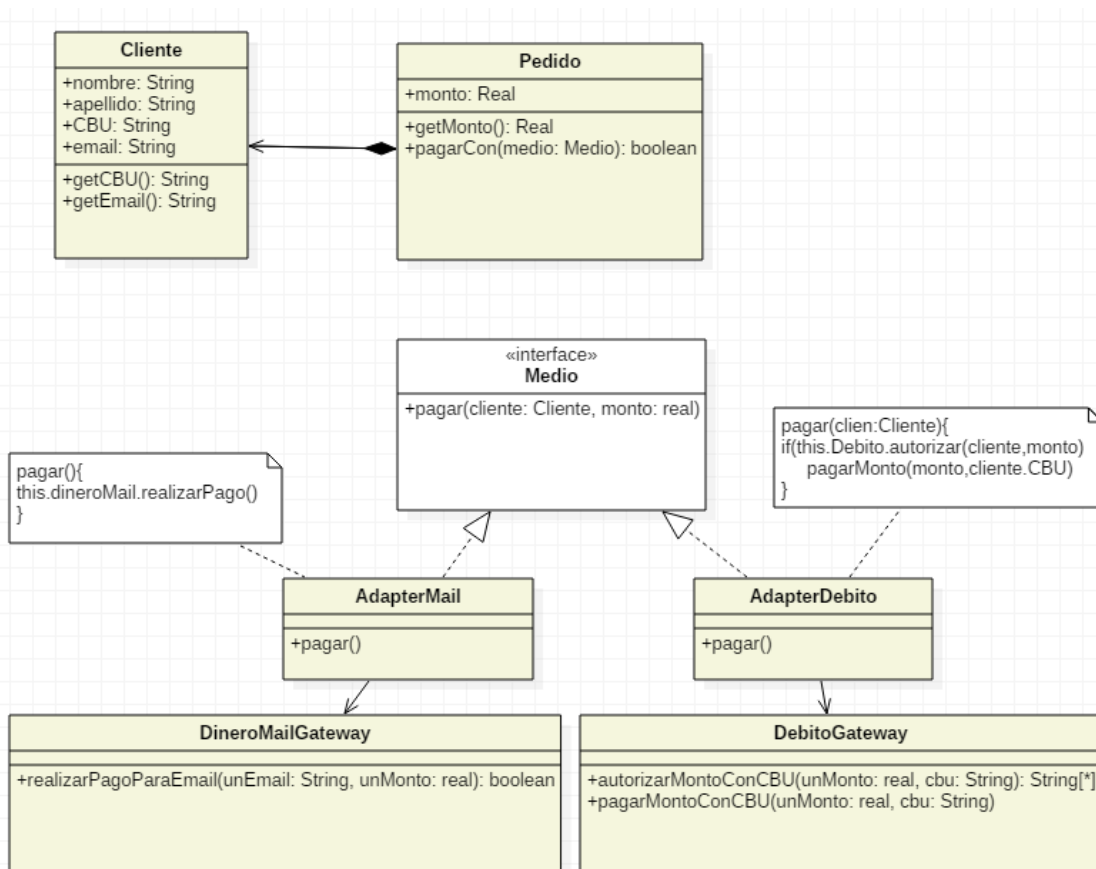 Cliente
+nombre: String
+apellido: String
+CBU: String
+email: String
+getCBU(): String
+getEmail(): String
Pedido
+monto: Real
+getMonto(): Real
+pagarCon(medio: Medio): boolean
«interface»
Medio
+pagar(cliente: Cliente, monto: real)
pagar(){
this.dineroMail.realizarPago()
}
pagar(clien:Cliente){
if(this.Debito.autorizar(cliente,monto)
pagarMonto(monto,cliente.CBU)
}
AdapterMail
+pagar()
AdapterDebito
+pagar()
DineroMailGateway
+realizarPagoParaEmail(unEmail: String, unMonto: real): boolean
DebitoGateway
+autorizarMontoConCBU(unMonto: real, cbu: String): String[*]
+pagarMontoConCBU(unMonto: real, cbu: String)